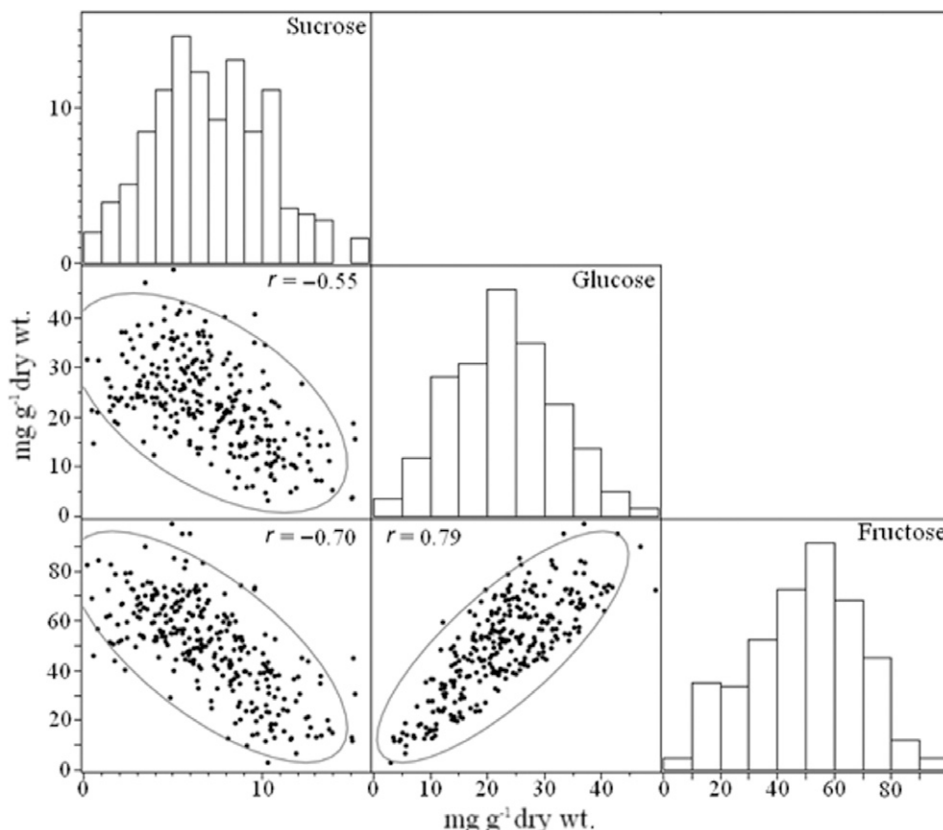 Sucrose
10
0
r = −0.55
Glucose
mg g⁻¹ dry wt.
40
30
20
10
0
r = −0.70
r = 0.79
Fructose
80
60
40
20
0
0 10 0 10 20 30 40 0 20 40 60 80
mg g⁻¹ dry wt.